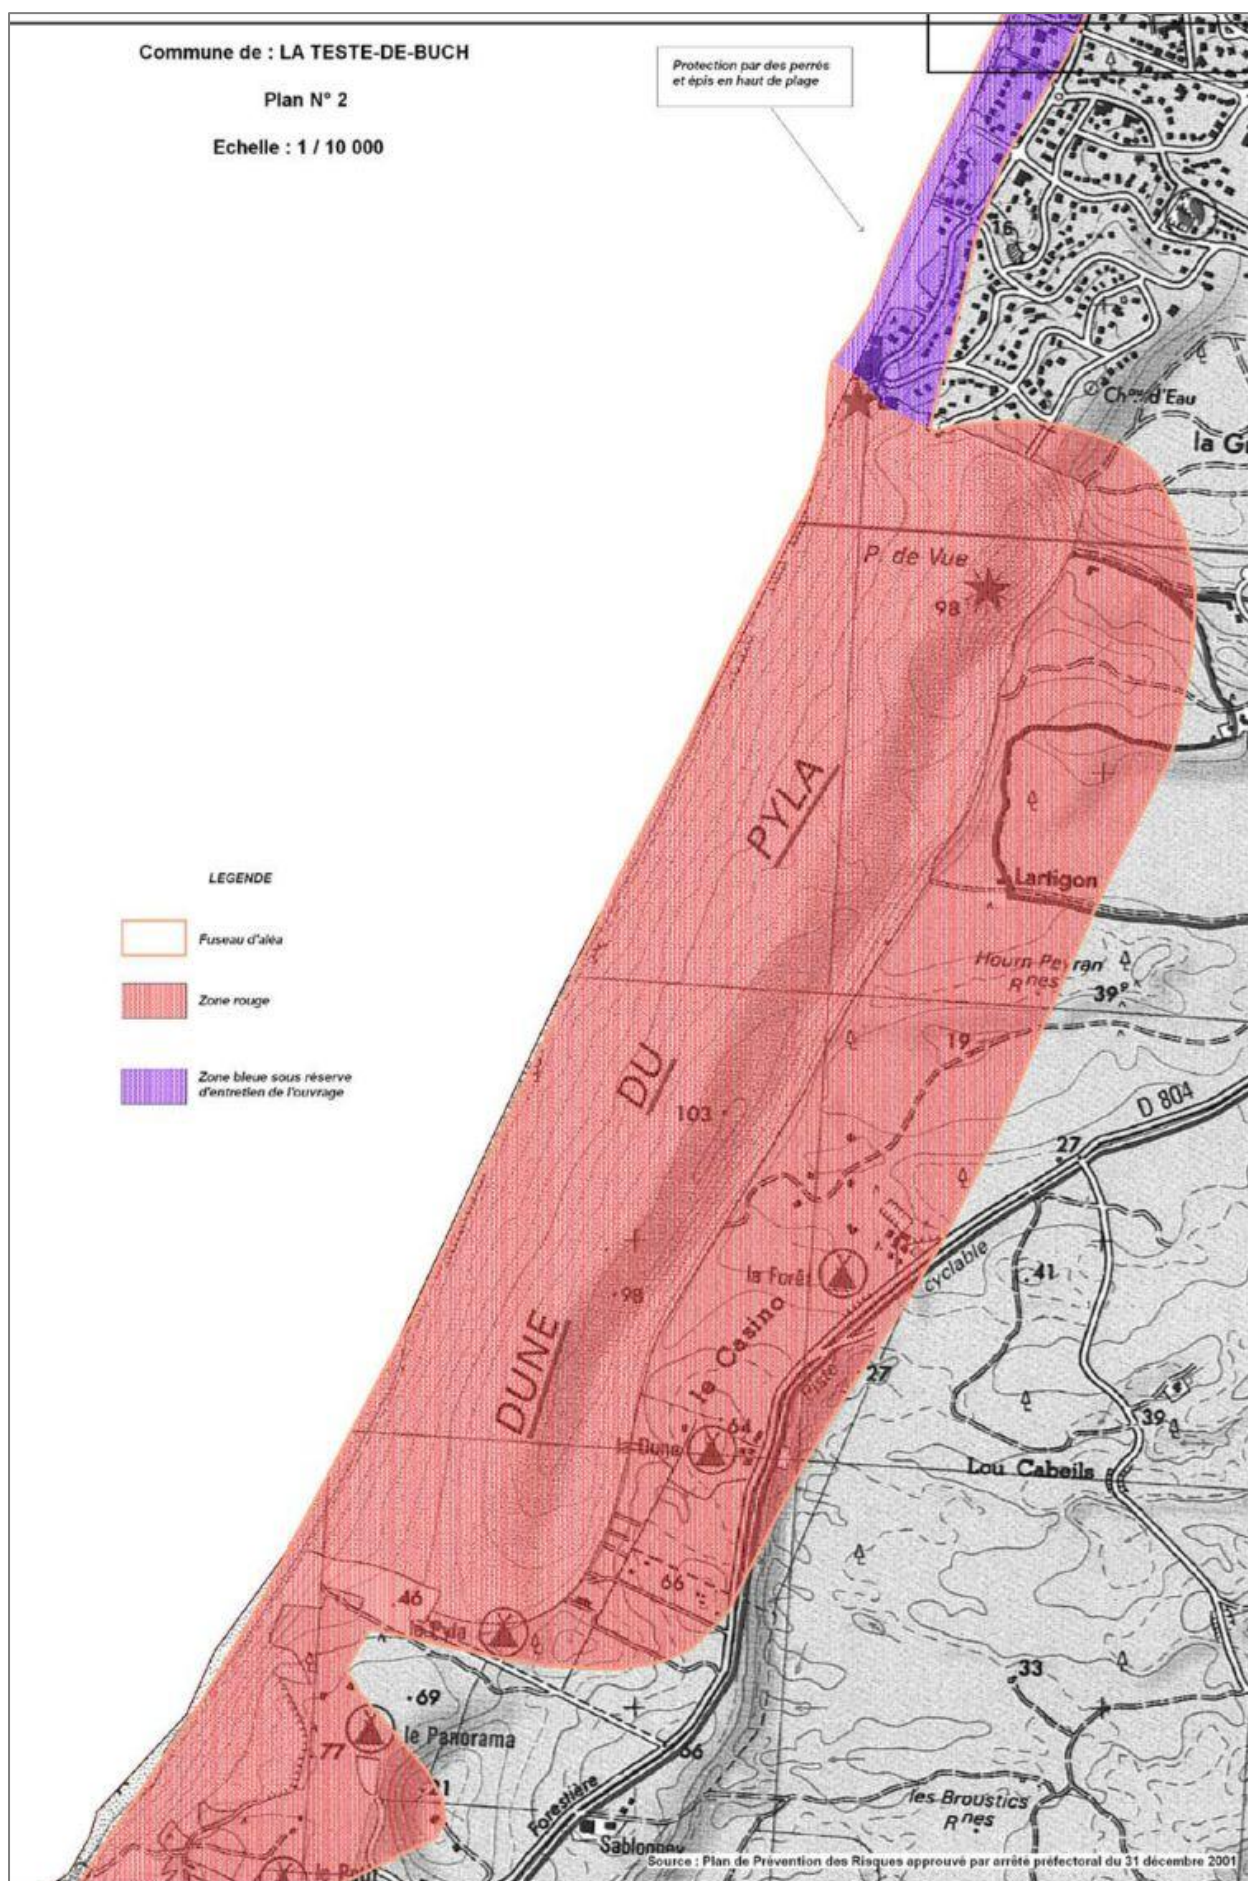 Commune de : LA TESTE-DE-BUCH
Plan N° 2
Echelle : 1 / 10 000
Protection par des perrés
et épis en haut de plage
16
d'Eau
P. de Vue
98
PYLA
Lartigon
LEGENDE
Fuseau d'aléa
Zone rouge
Zone bleue sous réserve
d'entretien de l'ouvrage
Hourn Peyran
Rnes
39
19
DU
103
D 804
27
la Forêt
cyclable
41
98
le Casino
Piste
27
DUNE
64
la Dune
39
Lou Cabeils
66
46
le Pyla
33
69
le Panorama
77
66
Forestière
les Broustics
Rnes
Sablonney
Source : Plan de Prévention des Risques approuvé par arrêté préfectoral du 31 décembre 2001